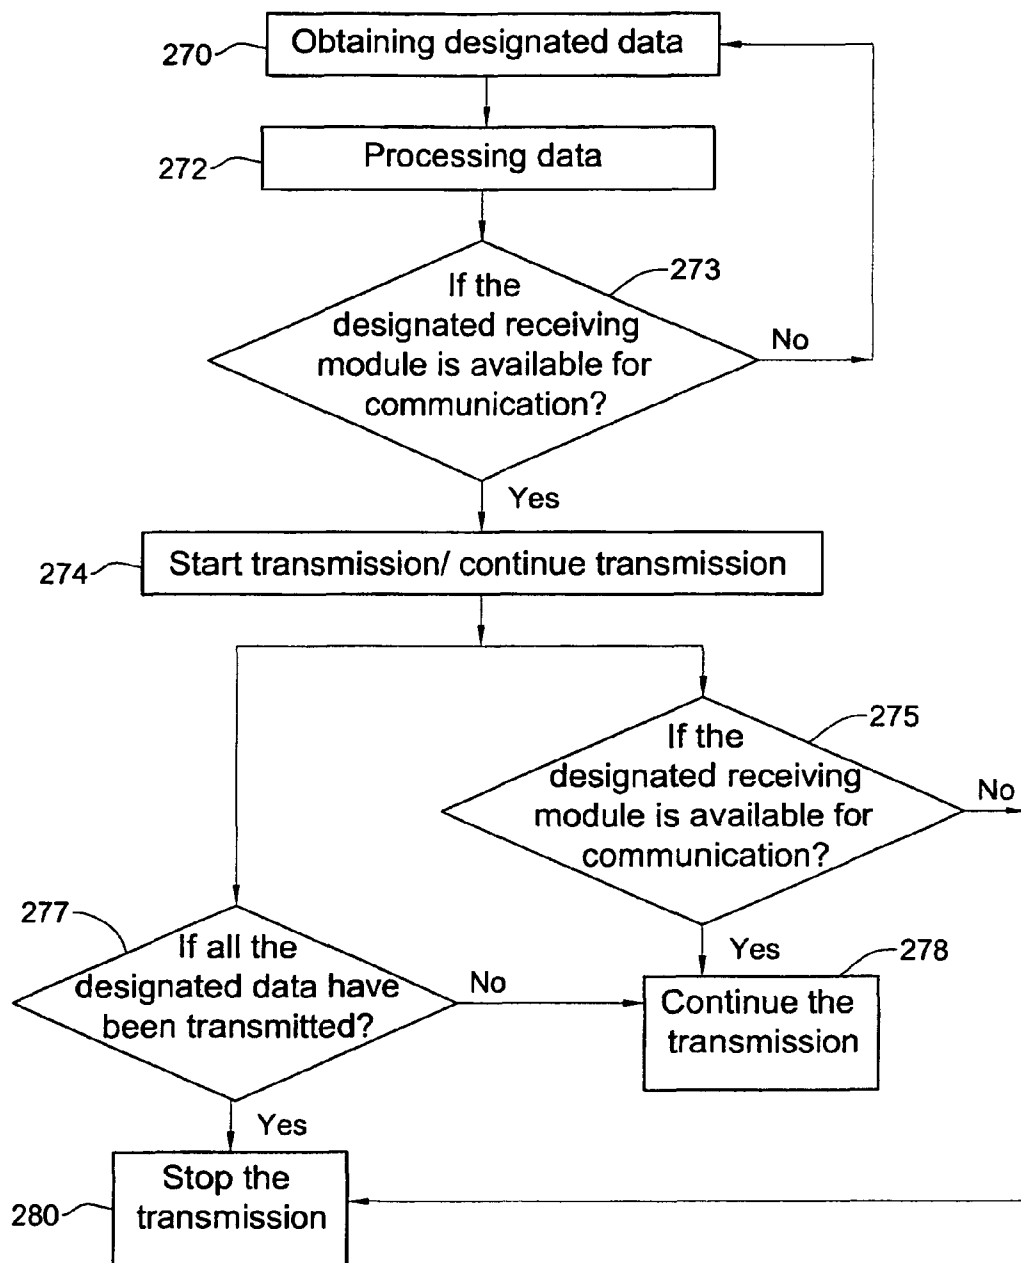 Obtaining designated data
270
Processing data
272
273
If the
designated receiving
module is available for
communication?
No
Yes
Start transmission/ continue transmission
274
275
If the
designated receiving
module is available for
communication?
No
277
If all the
designated data have
been transmitted?
No
Yes
278
Continue the
transmission
Yes
Stop the
transmission
280